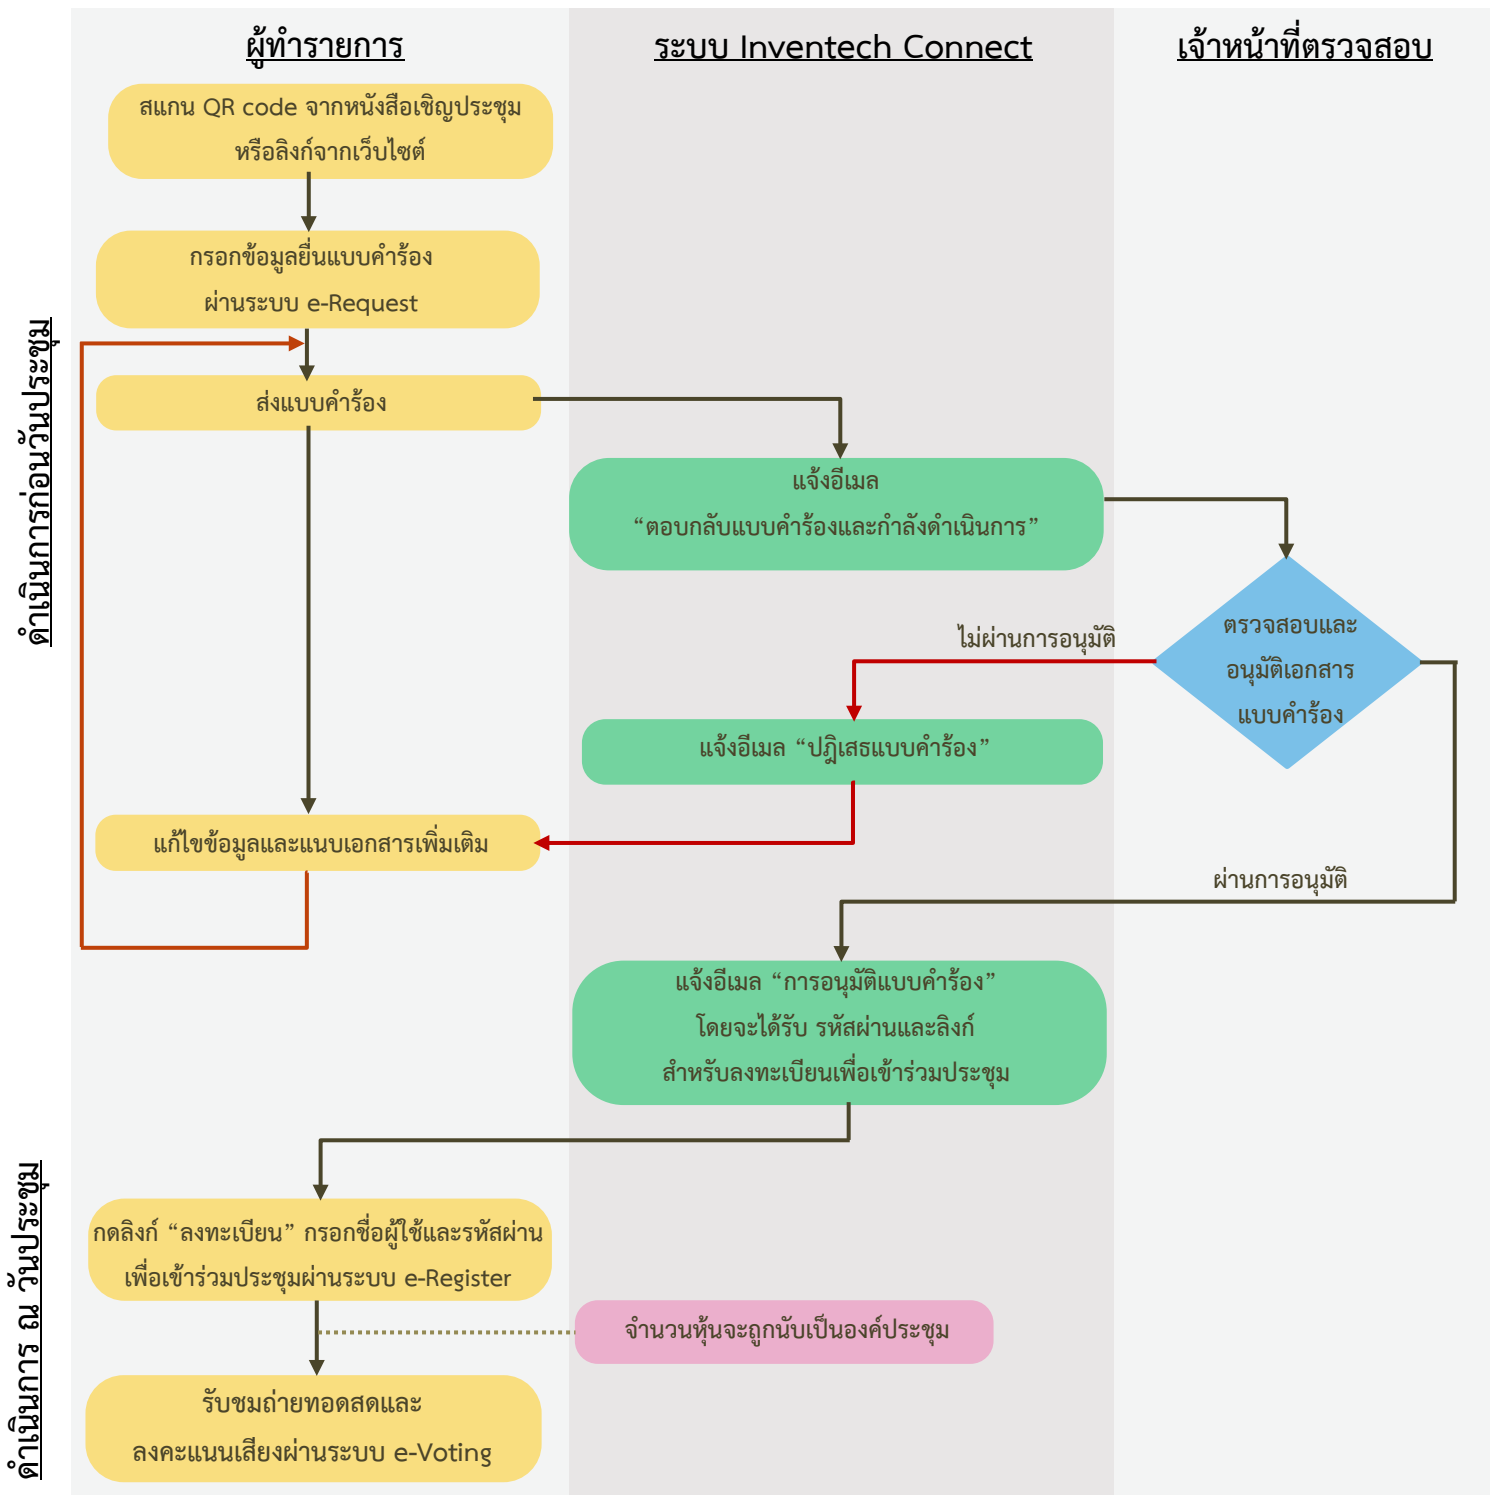 ผู้ทำรายการ
ระบบ Inventech Connect
เจ้าหน้าที่ตรวจสอบ
ดำเนินการก่อนวันประชุม
สแกน QR code จากหนังสือเชิญประชุม
หรือลิงก์จากเว็บไซต์
กรอกข้อมูลยื่นแบบคำร้อง
ผ่านระบบ e-Request
ส่งแบบคำร้อง
แจ้งอีเมล
“ตอบกลับแบบคำร้องและกำลังดำเนินการ”
ตรวจสอบและ
อนุมัติเอกสาร
แบบคำร้อง
ไม่ผ่านการอนุมัติ
แจ้งอีเมล “ปฎิเสธแบบคำร้อง”
แก้ไขข้อมูลและแนบเอกสารเพิ่มเติม
ผ่านการอนุมัติ
แจ้งอีเมล “การอนุมัติแบบคำร้อง”
โดยจะได้รับ รหัสผ่านและลิงก์
สำหรับลงทะเบียนเพื่อเข้าร่วมประชุม
ดำเนินการ ณ วันประชุม
กดลิงก์ “ลงทะเบียน” กรอกชื่อผู้ใช้และรหัสผ่าน
เพื่อเข้าร่วมประชุมผ่านระบบ e-Register
จำนวนหุ้นจะถูกนับเป็นองค์ประชุม
รับชมถ่ายทอดสดและ
ลงคะแนนเสียงผ่านระบบ e-Voting